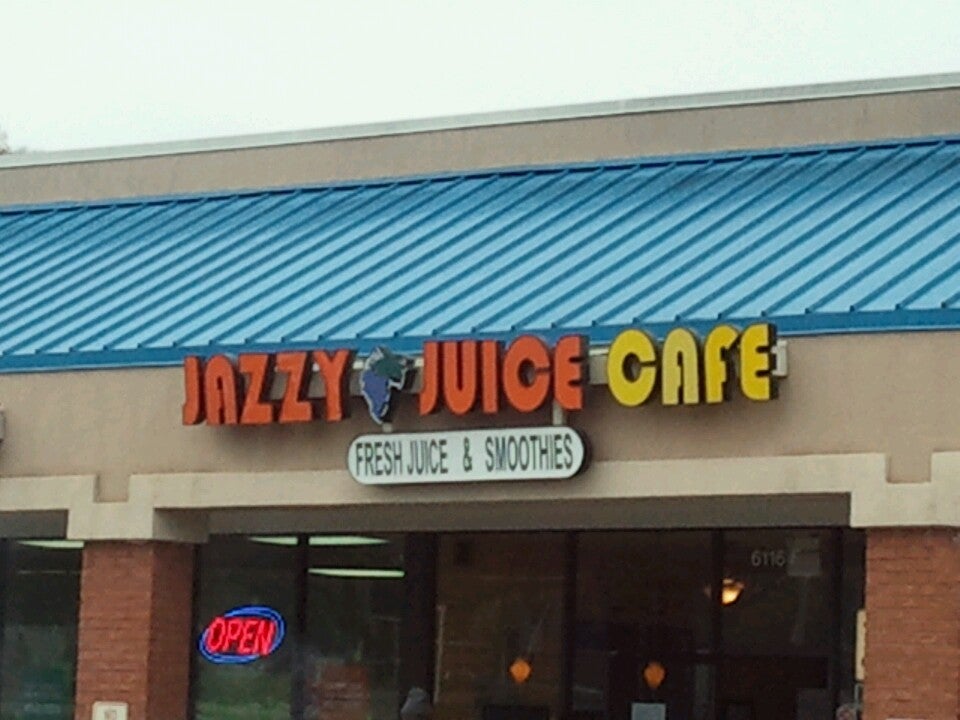 JAZZY JUICE CAFE
FRESH JUICE & SMOOTHIES
6116
OPEN